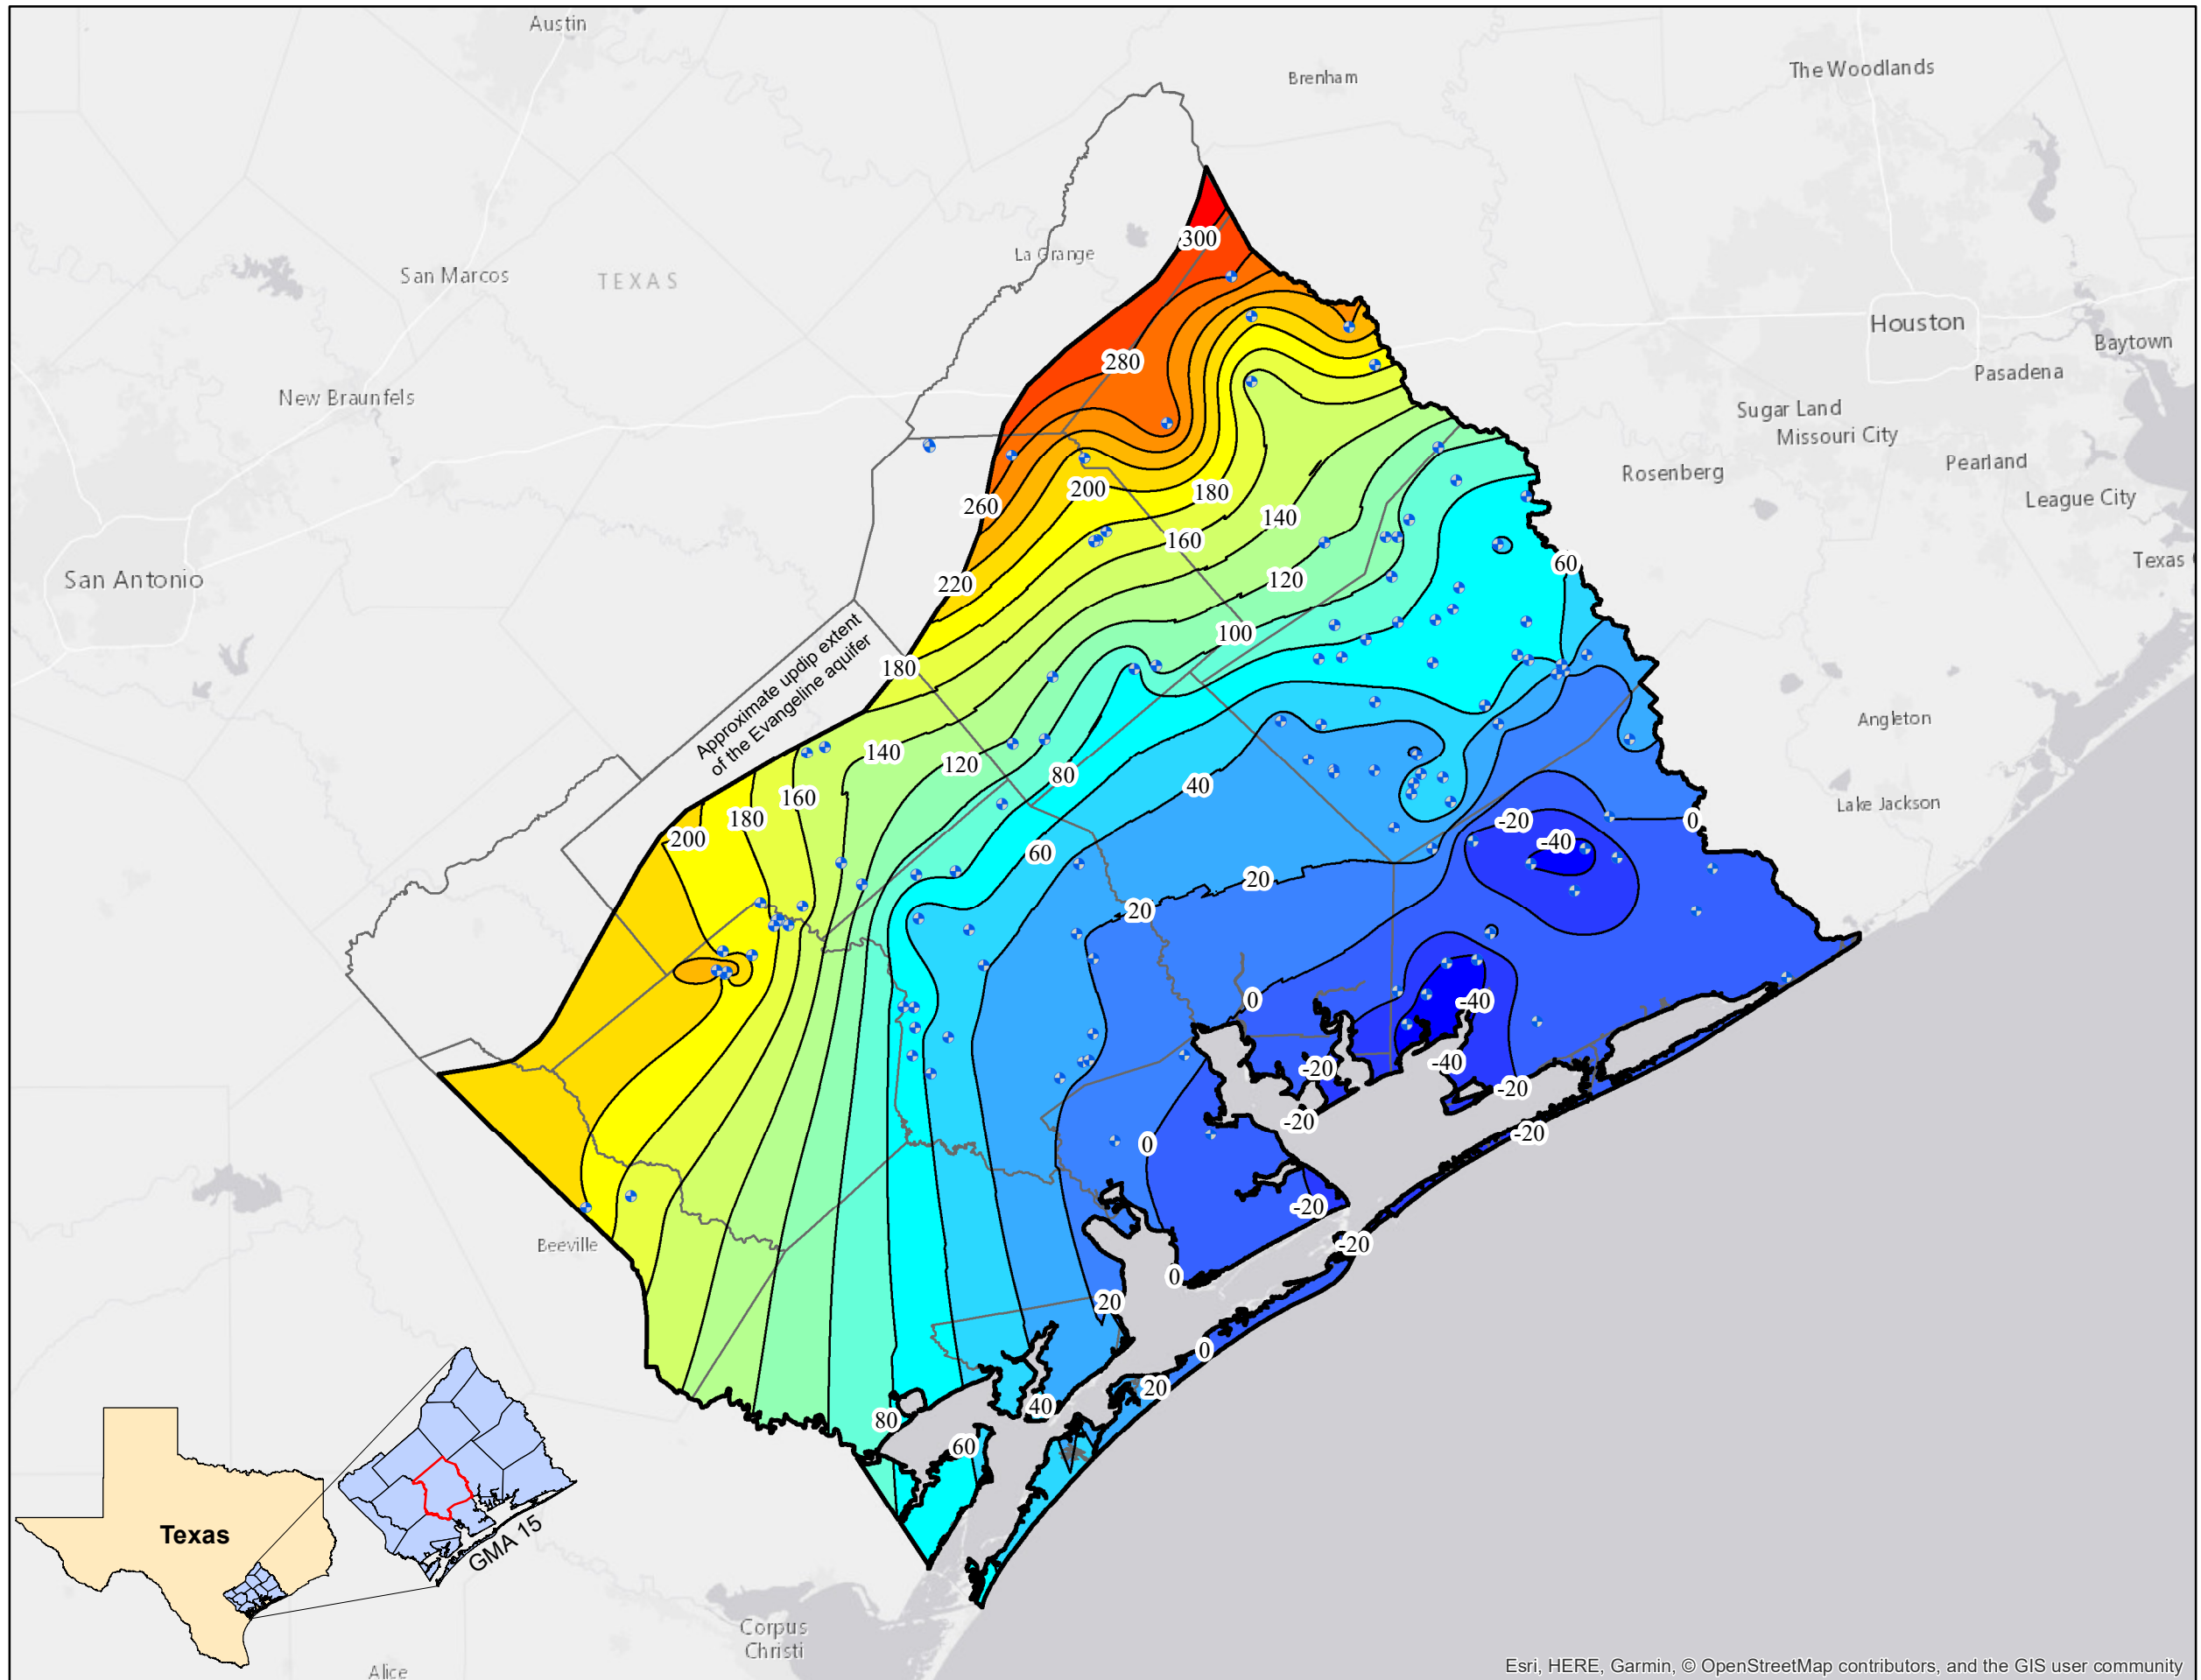 Austin
Brenham
The Woodlands
La Grange
San Marcos
TEXAS
300
Houston
Baytown
280
Pasadena
New Braunfels
Sugar Land
Missouri City
Pearland
Rosenberg
League City
200
180
260
140
160
Texas
60
San Antonio
120
220
100
Approximate updip extent
of the Evangeline aquifer
180
Angleton
140
120
80
40
160
Lake Jackson
180
-20
0
200
-40
60
20
20
0
-40
-40
-20
-20
-20
-20
0
-20
Beeville
-20
0
20
0
20
40
80
60
Texas
GMA 15
Corpus
Christi
Alice
Esri, HERE, Garmin, © OpenStreetMap contributors, and the GIS user community